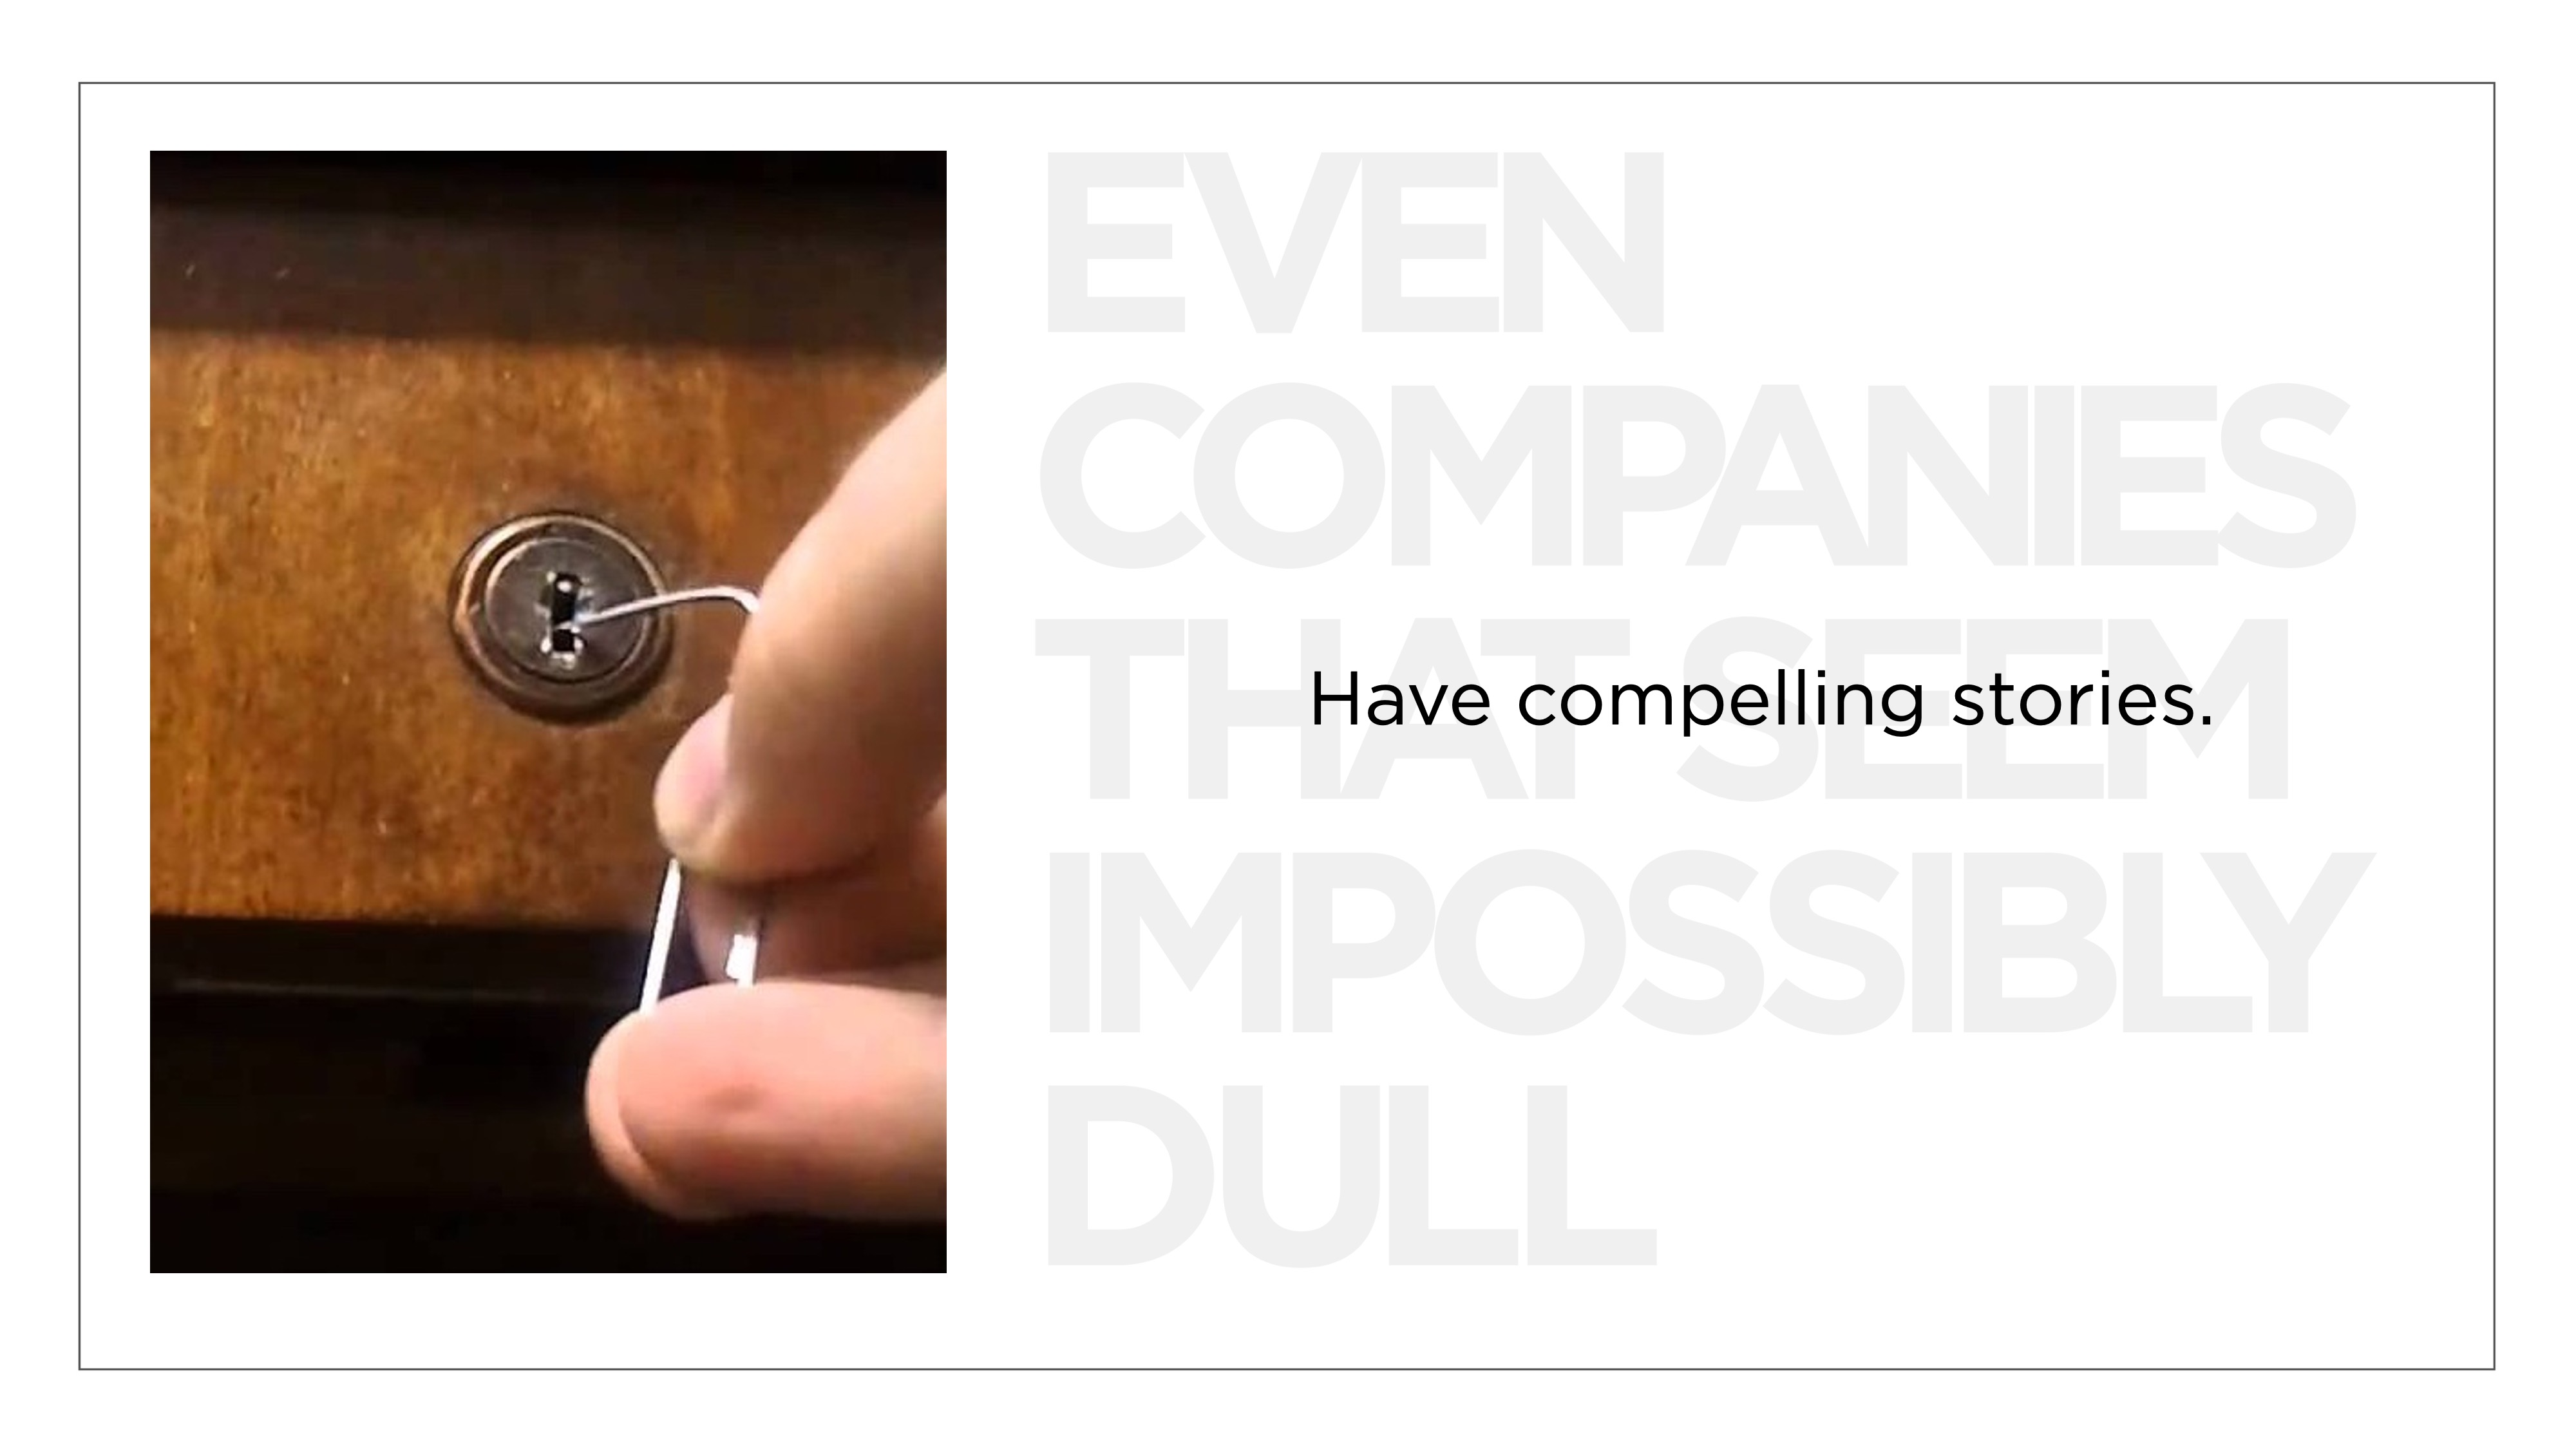 EVEN
COMPANIES
THAT SEEM
IMPOSSIBLY
DULL
Have compelling stories.